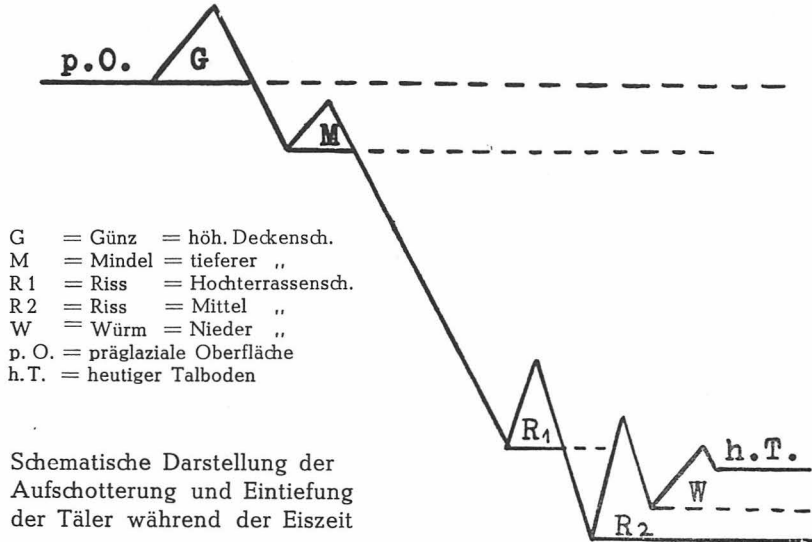 p.O.
G
M
G = Günz = höh. Deckensch.
M = Mindel = tieferer „
R 1 = Riss = Hochterrassensch.
R 2 = Riss = Mittel „
W = Würm = Nieder „
p. O. = präglaziale Oberfläche
h.T. = heutiger Talboden
R1
h.T.
W
R2
Schematische Darstellung der
Aufschotterung und Eintiefung
der Täler während der Eiszeit